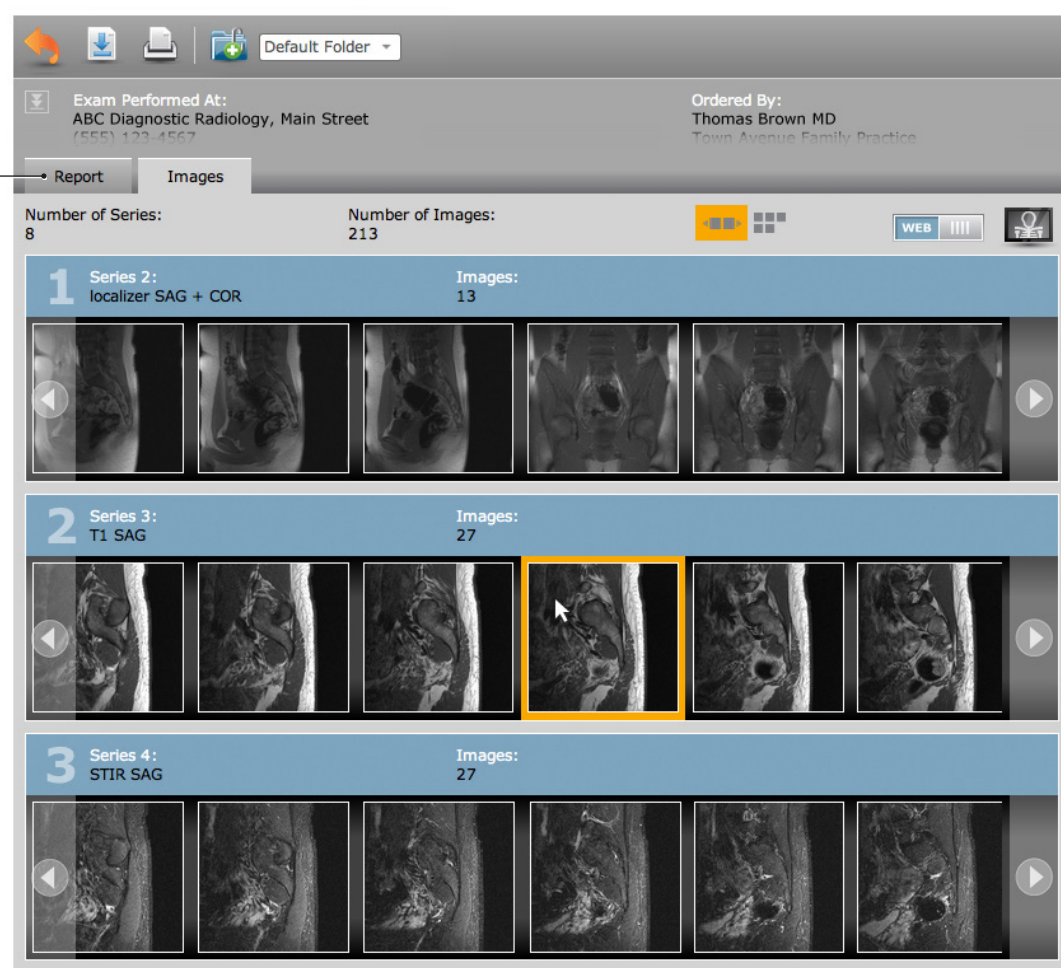 Default Folder
Exam Performed At:
ABC Diagnostic Radiology, Main Street
(555) 123-4567
Ordered By:
Thomas Brown MD
Town Avenue Family Practice
Report
Images
Number of Series:
8
Number of Images:
213
WEB
1
Series 2:
localizer SAG + COR
Images:
13
2
Series 3:
T1 SAG
Images:
27
3
Series 4:
STIR SAG
Images:
27